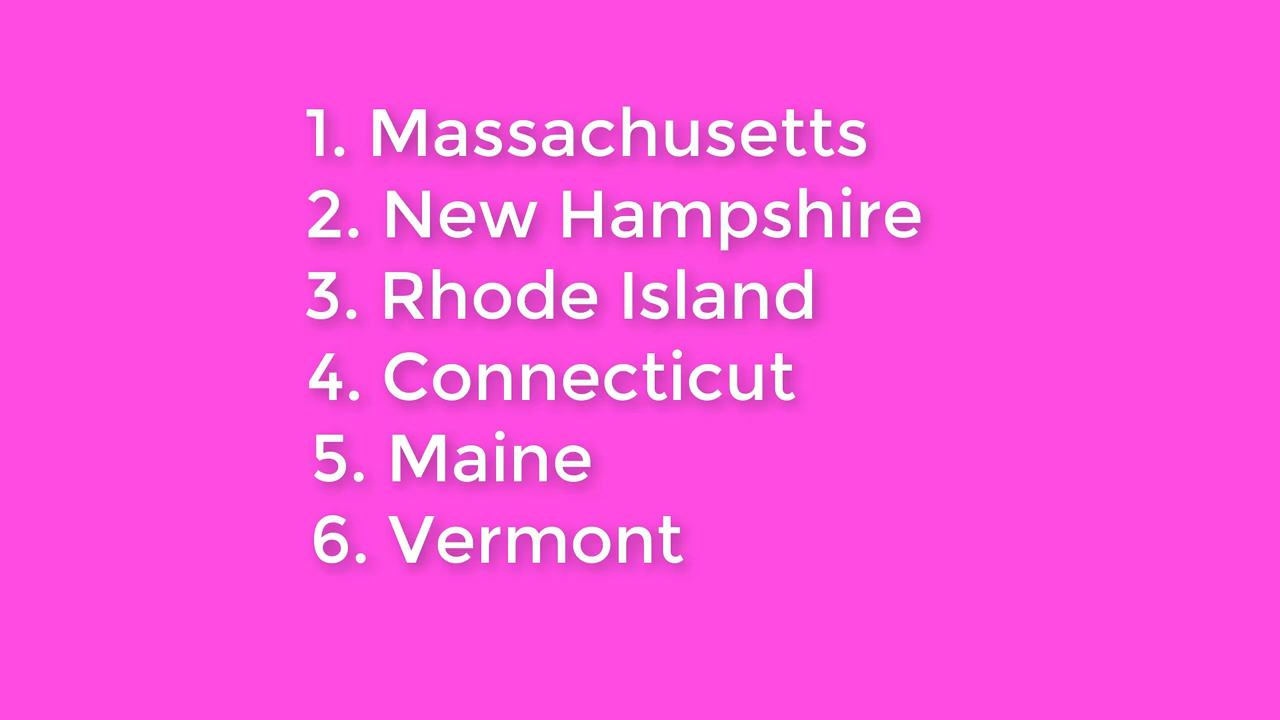 1. Massachusetts
2. New Hampshire
3. Rhode Island
4. Connecticut
5. Maine
6. Vermont